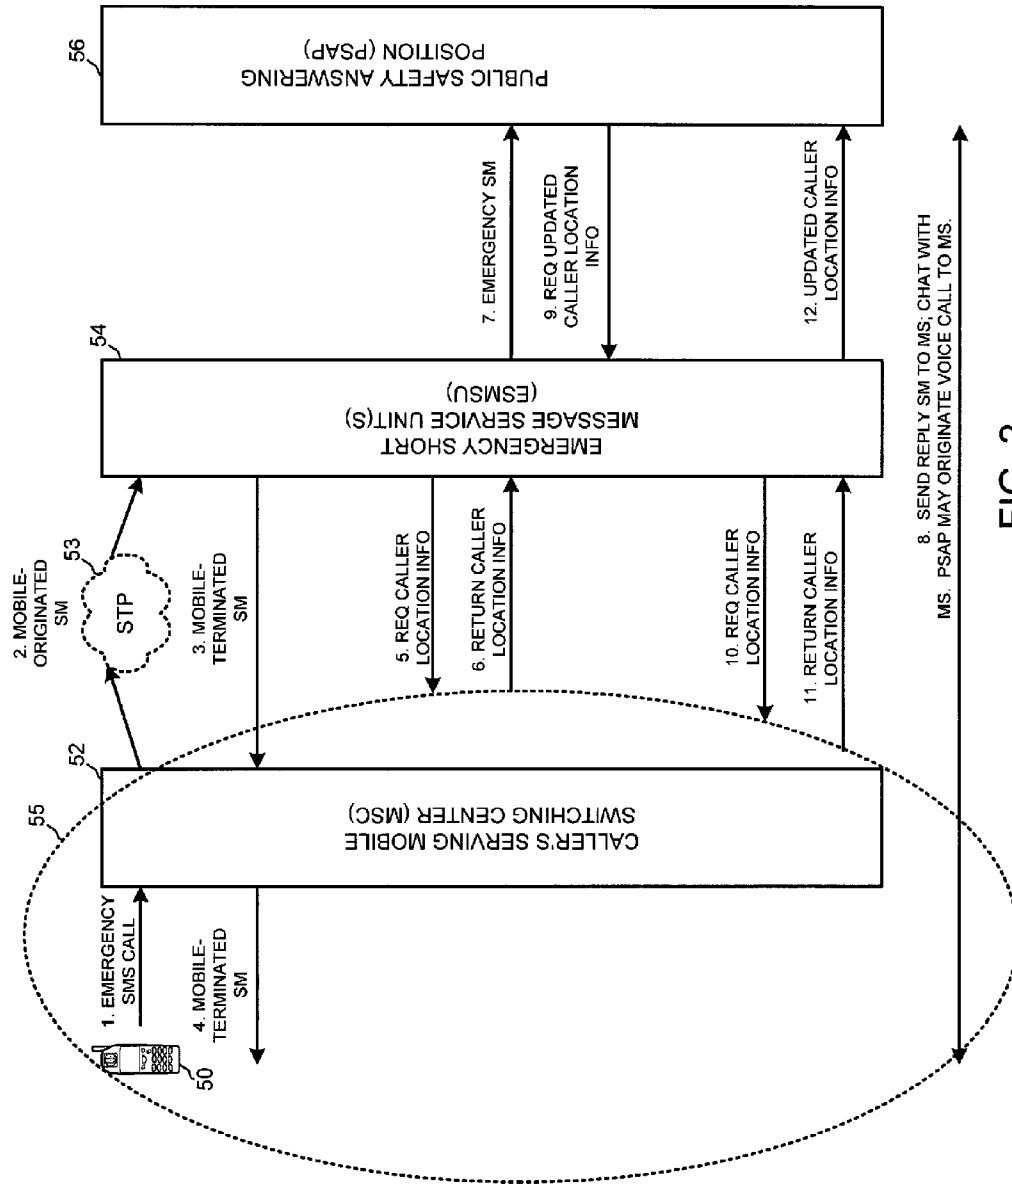 55
50
1. EMERGENCY
SMS CALL
4. MOBILE-
TERMINATED
SM
52
CALLER'S SERVING MOBILE
SWITCHING CENTER (MSC)
2. MOBILE-
ORIGINATED
SM
53
STP
3. MOBILE-
TERMINATED
SM
5. REQ CALLER
LOCATION INFO
6. RETURN CALLER
LOCATION INFO
10. REQ CALLER
LOCATION INFO
11. RETURN CALLER
LOCATION INFO
54
EMERGENCY SHORT
MESSAGE SERVICE UNIT(S)
(ESMSU)
7. EMERGENCY SM
9. REQ UPDATED
CALLER LOCATION
INFO
12. UPDATED CALLER
LOCATION INFO
56
PUBLIC SAFETY ANSWERING
POSITION (PSAP)
8. SEND REPLY SM TO MS; CHAT WITH
MS. PSAP MAY ORIGINATE VOICE CALL TO MS.